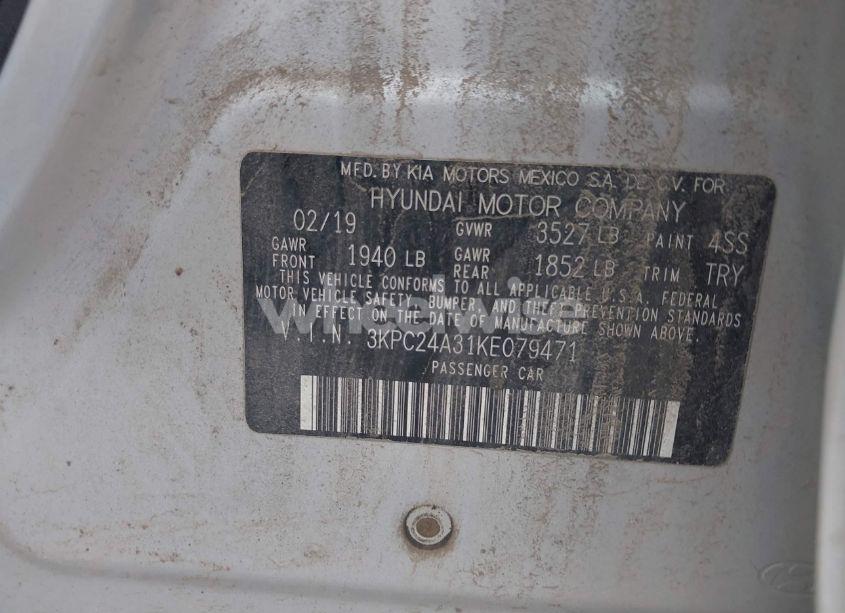 MFD. BY KIA MOTORS MEXICO S.A. DE C.V. FOR
HYUNDAI MOTOR COMPANY
02/19 GVWR 3527 LB PAINT 4SS
GAWR FRONT 1940 LB GAWR REAR 1852 LB TRIM TRY
THIS VEHICLE CONFORMS TO ALL APPLICABLE U.S.A. FEDERAL
MOTOR VEHICLE SAFETY, BUMPER, AND THEFT PREVENTION STANDARDS
IN EFFECT ON THE DATE OF MANUFACTURE SHOWN ABOVE.
V.I.N. 3KPC24A31KE079471
PASSENGER CAR
wheelwise